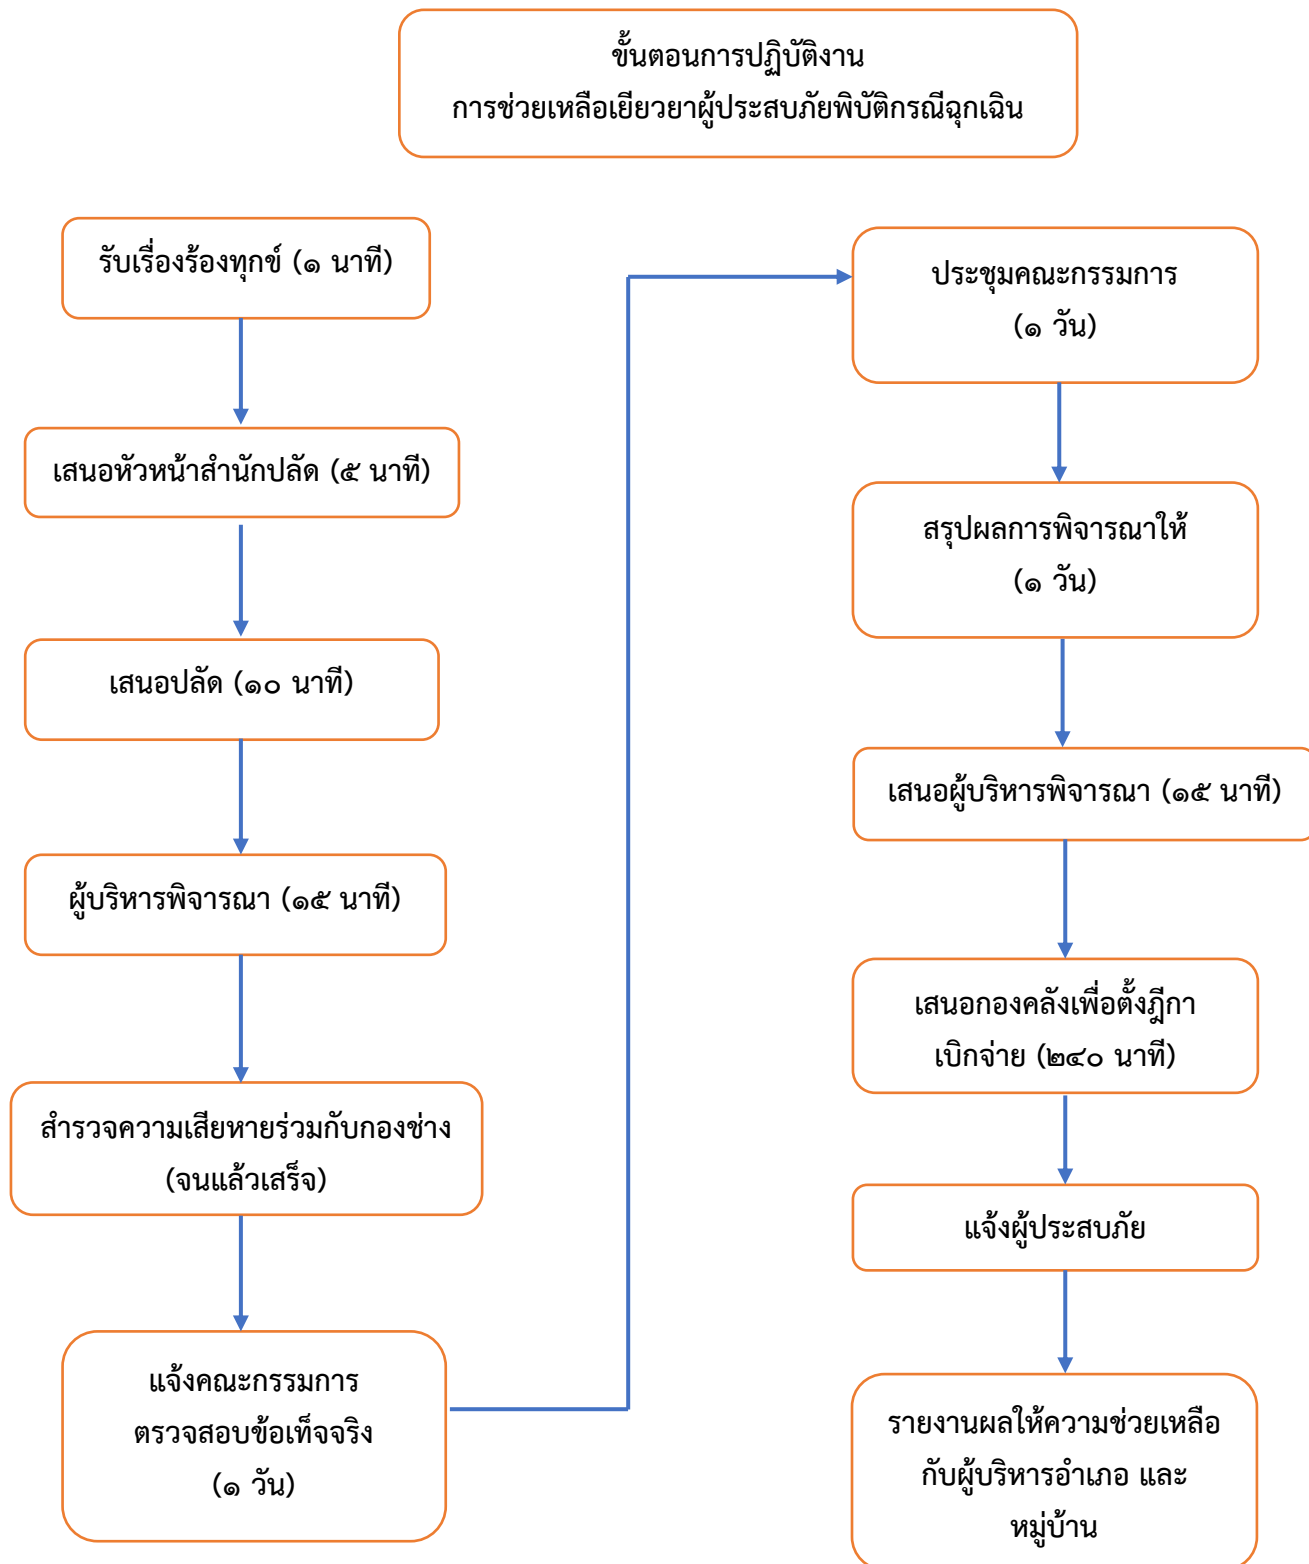 ขั้นตอนการปฏิบัติงาน
การช่วยเหลือเยียวยาผู้ประสบภัยพิบัติกรณีฉุกเฉิน
รับเรื่องร้องทุกข์ (๑ นาที)
เสนอหัวหน้าสำนักปลัด (๕ นาที)
เสนอปลัด (๑๐ นาที)
ผู้บริหารพิจารณา (๑๕ นาที)
สำรวจความเสียหายร่วมกับกองช่าง
(จนแล้วเสร็จ)
แจ้งคณะกรรมการ
ตรวจสอบข้อเท็จจริง
(๑ วัน)
ประชุมคณะกรรมการ
(๑ วัน)
สรุปผลการพิจารณาให้
(๑ วัน)
เสนอผู้บริหารพิจารณา (๑๕ นาที)
เสนอกองคลังเพื่อตั้งฎีกา
เบิกจ่าย (๒๔๐ นาที)
แจ้งผู้ประสบภัย
รายงานผลให้ความช่วยเหลือ
กับผู้บริหารอำเภอ และ
หมู่บ้าน